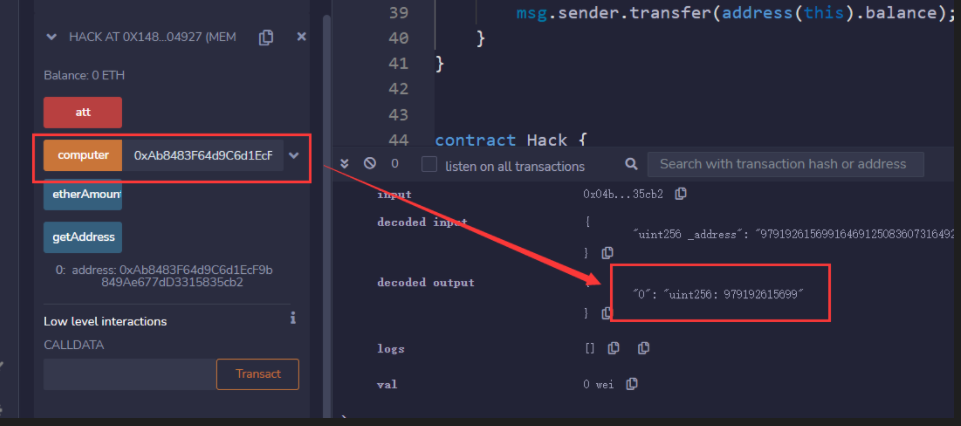 HACK AT 0X148...04927 (MEM
Balance: 0 ETH
att
computer 0xAb8483F64d9C6d1EcF
etherAmount
getAddress
0: address: 0xAb8483F64d9C6d1EcF9b
849Ae677dD3315835cb2
Low level interactions
i
CALLDATA
Transact
39 msg.sender.transfer(address(this).balance);
40 }
41 }
42
43
44 contract Hack {
0 listen on all transactions Search with transaction hash or address
input 0x04b...35cb2
decoded input {
"uint256 _address": "97919261569916469125083607316492
}
decoded output {
"0": "uint256: 979192615699"
}
logs []
val 0 wei